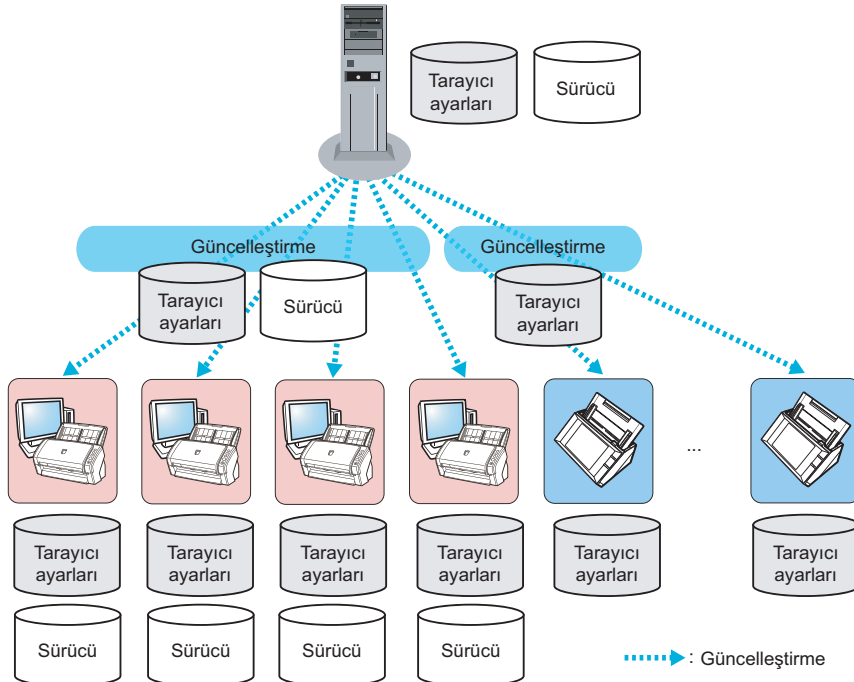 Tarayıcı
ayarları
Sürücü
Güncelleştirme
Güncelleştirme
Tarayıcı
ayarları
Sürücü
Tarayıcı
ayarları
...
Tarayıcı
ayarları
Tarayıcı
ayarları
Tarayıcı
ayarları
Tarayıcı
ayarları
Tarayıcı
ayarları
Tarayıcı
ayarları
Sürücü
Sürücü
Sürücü
Sürücü
: Güncelleştirme